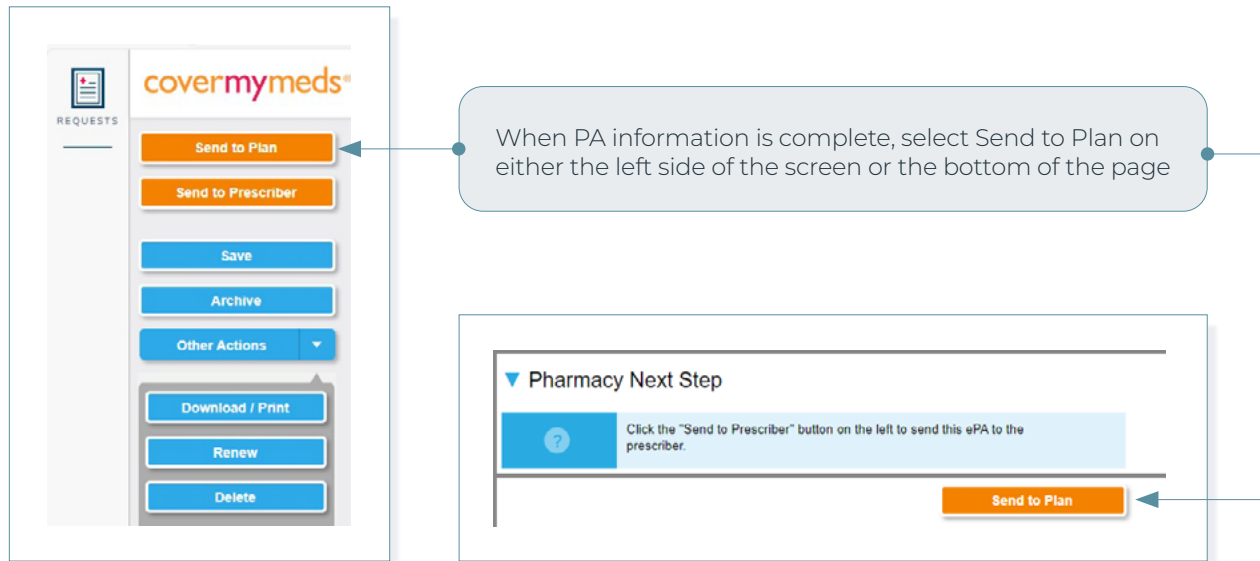 covermymeds®
REQUESTS
Send to Plan
Send to Prescriber
Save
Archive
Other Actions
Download / Print
Renew
Delete
When PA information is complete, select Send to Plan on
either the left side of the screen or the bottom of the page
Pharmacy Next Step
?
Click the "Send to Prescriber" button on the left to send this ePA to the
prescriber.
Send to Plan